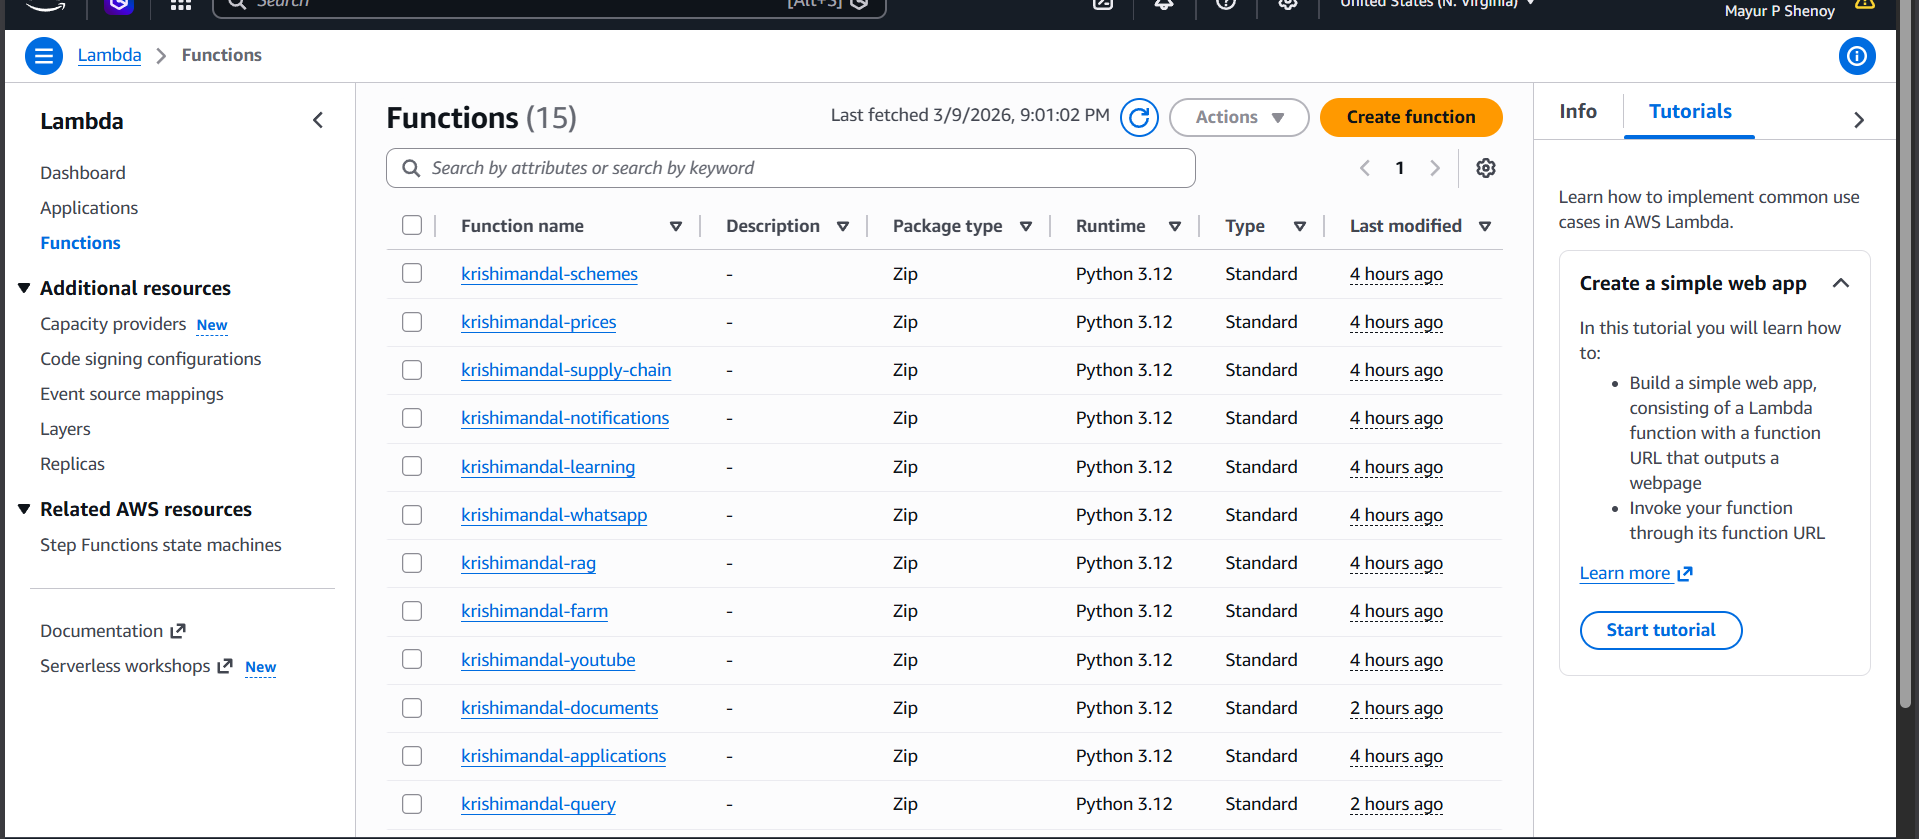 Search
[Alt+S]
United States (N. Virginia)
Mayur P Shenoy
Lambda
Functions
Lambda
Dashboard
Applications
Functions
Additional resources
Capacity providers New
Code signing configurations
Event source mappings
Layers
Replicas
Related AWS resources
Step Functions state machines
Documentation
Serverless workshops New
Functions (15)
Last fetched 3/9/2026, 9:01:02 PM
Actions
Create function
Search by attributes or search by keyword
1
Function name Description Package type Runtime Type Last modified
krishimandal-schemes - Zip Python 3.12 Standard 4 hours ago
krishimandal-prices - Zip Python 3.12 Standard 4 hours ago
krishimandal-supply-chain - Zip Python 3.12 Standard 4 hours ago
krishimandal-notifications - Zip Python 3.12 Standard 4 hours ago
krishimandal-learning - Zip Python 3.12 Standard 4 hours ago
krishimandal-whatsapp - Zip Python 3.12 Standard 4 hours ago
krishimandal-rag - Zip Python 3.12 Standard 4 hours ago
krishimandal-farm - Zip Python 3.12 Standard 4 hours ago
krishimandal-youtube - Zip Python 3.12 Standard 4 hours ago
krishimandal-documents - Zip Python 3.12 Standard 2 hours ago
krishimandal-applications - Zip Python 3.12 Standard 4 hours ago
krishimandal-query - Zip Python 3.12 Standard 2 hours ago
Info
Tutorials
Learn how to implement common use
cases in AWS Lambda.
Create a simple web app
In this tutorial you will learn how
to:
• Build a simple web app,
consisting of a Lambda
function with a function
URL that outputs a
webpage
• Invoke your function
through its function URL
Learn more
Start tutorial